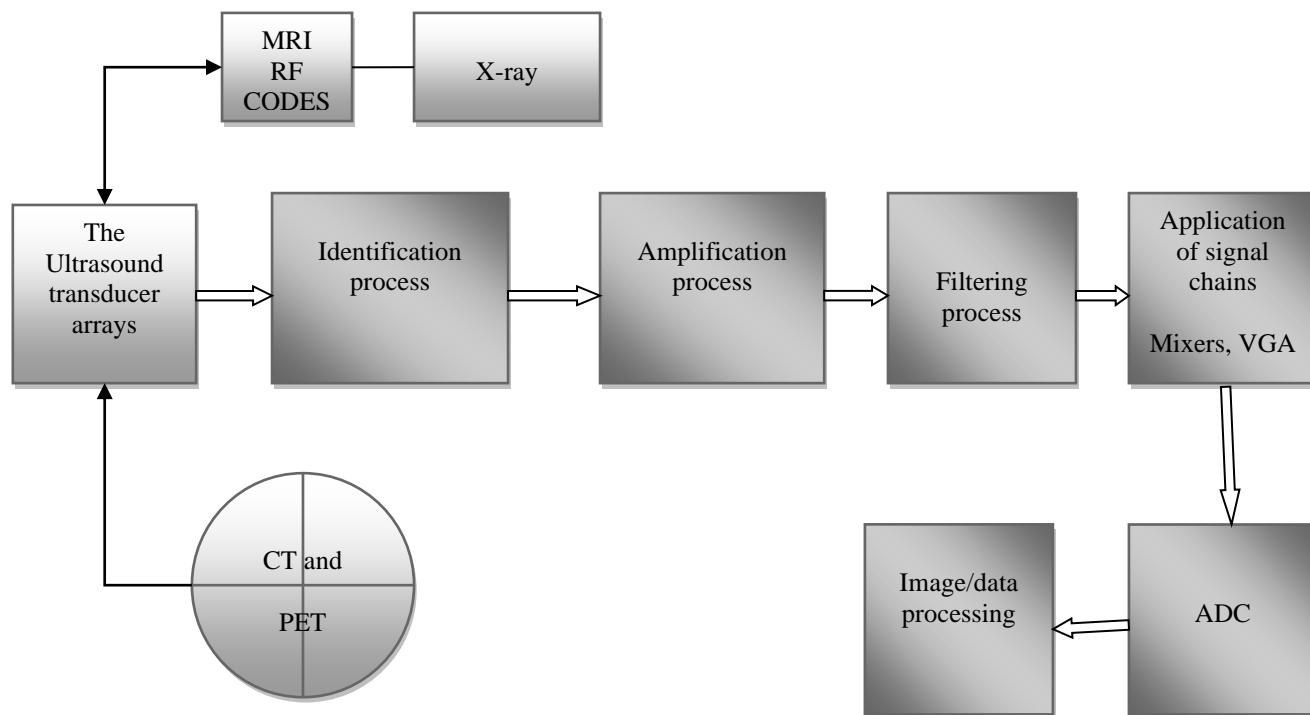 MRI
RF
CODES
X-ray
The
Ultrasound
transducer
arrays
Identification
process
Amplification
process
Filtering
process
Application
of signal
chains
Mixers, VGA
CT and
PET
Image/data
processing
ADC